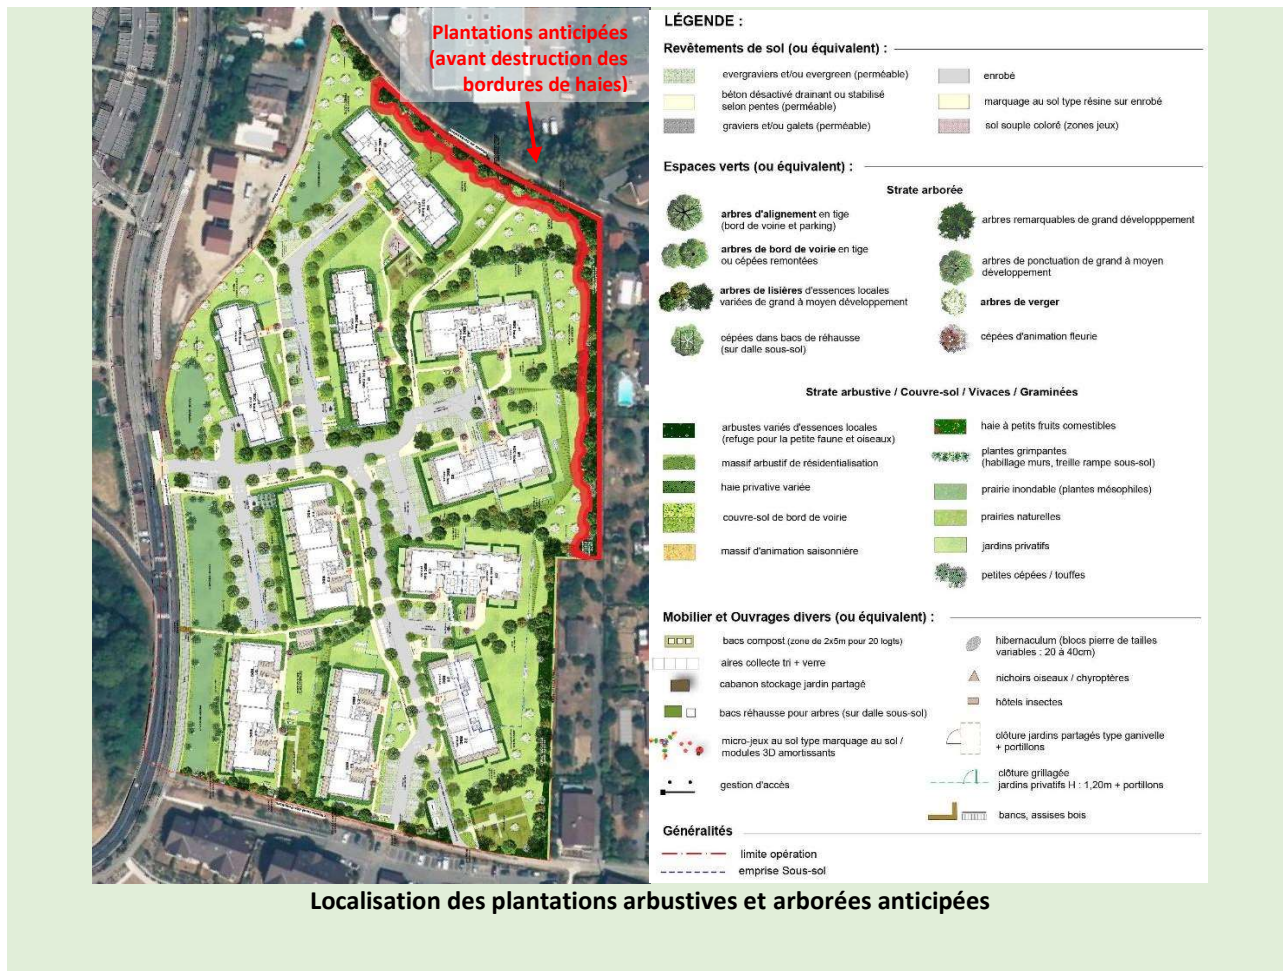 Plantations anticipées
(avant destruction des
bordures de haies)
LÉGENDE :
Revêtements de sol (ou équivalent) :
evergraviers et/ou evergreen (perméable)
béton désactivé drainant ou stabilisé
selon pentes (perméable)
graviers et/ou galets (perméable)
enrobé
marquage au sol type résine sur enrobé
sol souple coloré (zones jeux)
Espaces verts (ou équivalent) :
Strate arborée
arbres d'alignement en tige
(bord de voirie et parking)
arbres de bord de voirie en tige
ou cépées remontées
arbres de lisières d'essences locales
variées de grand à moyen développement
cépées dans bacs de réhausse
(sur dalle sous-sol)
arbres remarquables de grand développpement
arbres de ponctuation de grand à moyen
développement
arbres de verger
cépées d'animation fleurie
Strate arbustive / Couvre-sol / Vivaces / Graminées
arbustes variés d'essences locales
(refuge pour la petite faune et oiseaux)
massif arbustif de résidentialisation
haie privative variée
couvre-sol de bord de voirie
massif d'animation saisonnière
haie à petits fruits comestibles
plantes grimpantes
(habillage murs, treille rampe sous-sol)
prairie inondable (plantes mésophiles)
prairies naturelles
jardins privatifs
petites cépées / touffes
Mobilier et Ouvrages divers (ou équivalent) :
bacs compost (zone de 2x5m pour 20 logts)
aires collecte tri + verre
cabanon stockage jardin partagé
bacs réhausse pour arbres (sur dalle sous-sol)
micro-jeux au sol type marquage au sol /
modules 3D amortissants
gestion d'accès
hibernaculum (blocs pierre de tailles
variables : 20 à 40cm)
nichoirs oiseaux / chyroptères
hôtels insectes
clôture jardins partagés type ganivelle
+ portillons
clôture grillagée
jardins privatifs H : 1,20m + portillons
bancs, assises bois
Généralités
limite opération
emprise Sous-sol
Localisation des plantations arbustives et arborées anticipées